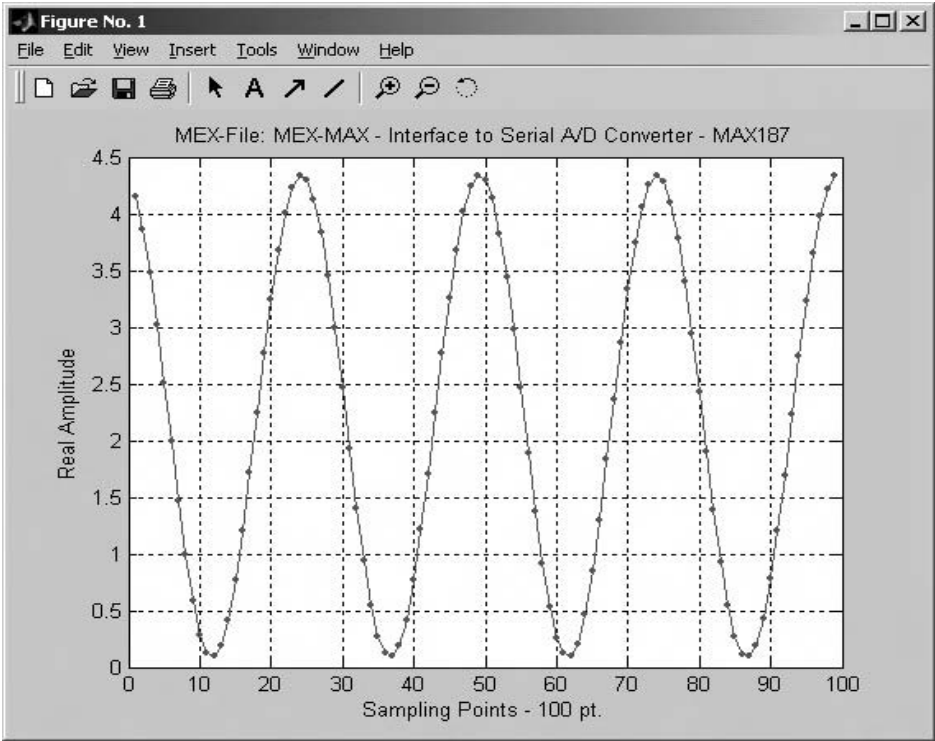 Figure No. 1
File Edit View Insert Tools Window Help
A
MEX-File: MEX-MAX - Interface to Serial A/D Converter - MAX187
4.5
4
3.5
3
2.5
2
1.5
1
0.5
0
Real Amplitude
0 10 20 30 40 50 60 70 80 90 100
Sampling Points - 100 pt.